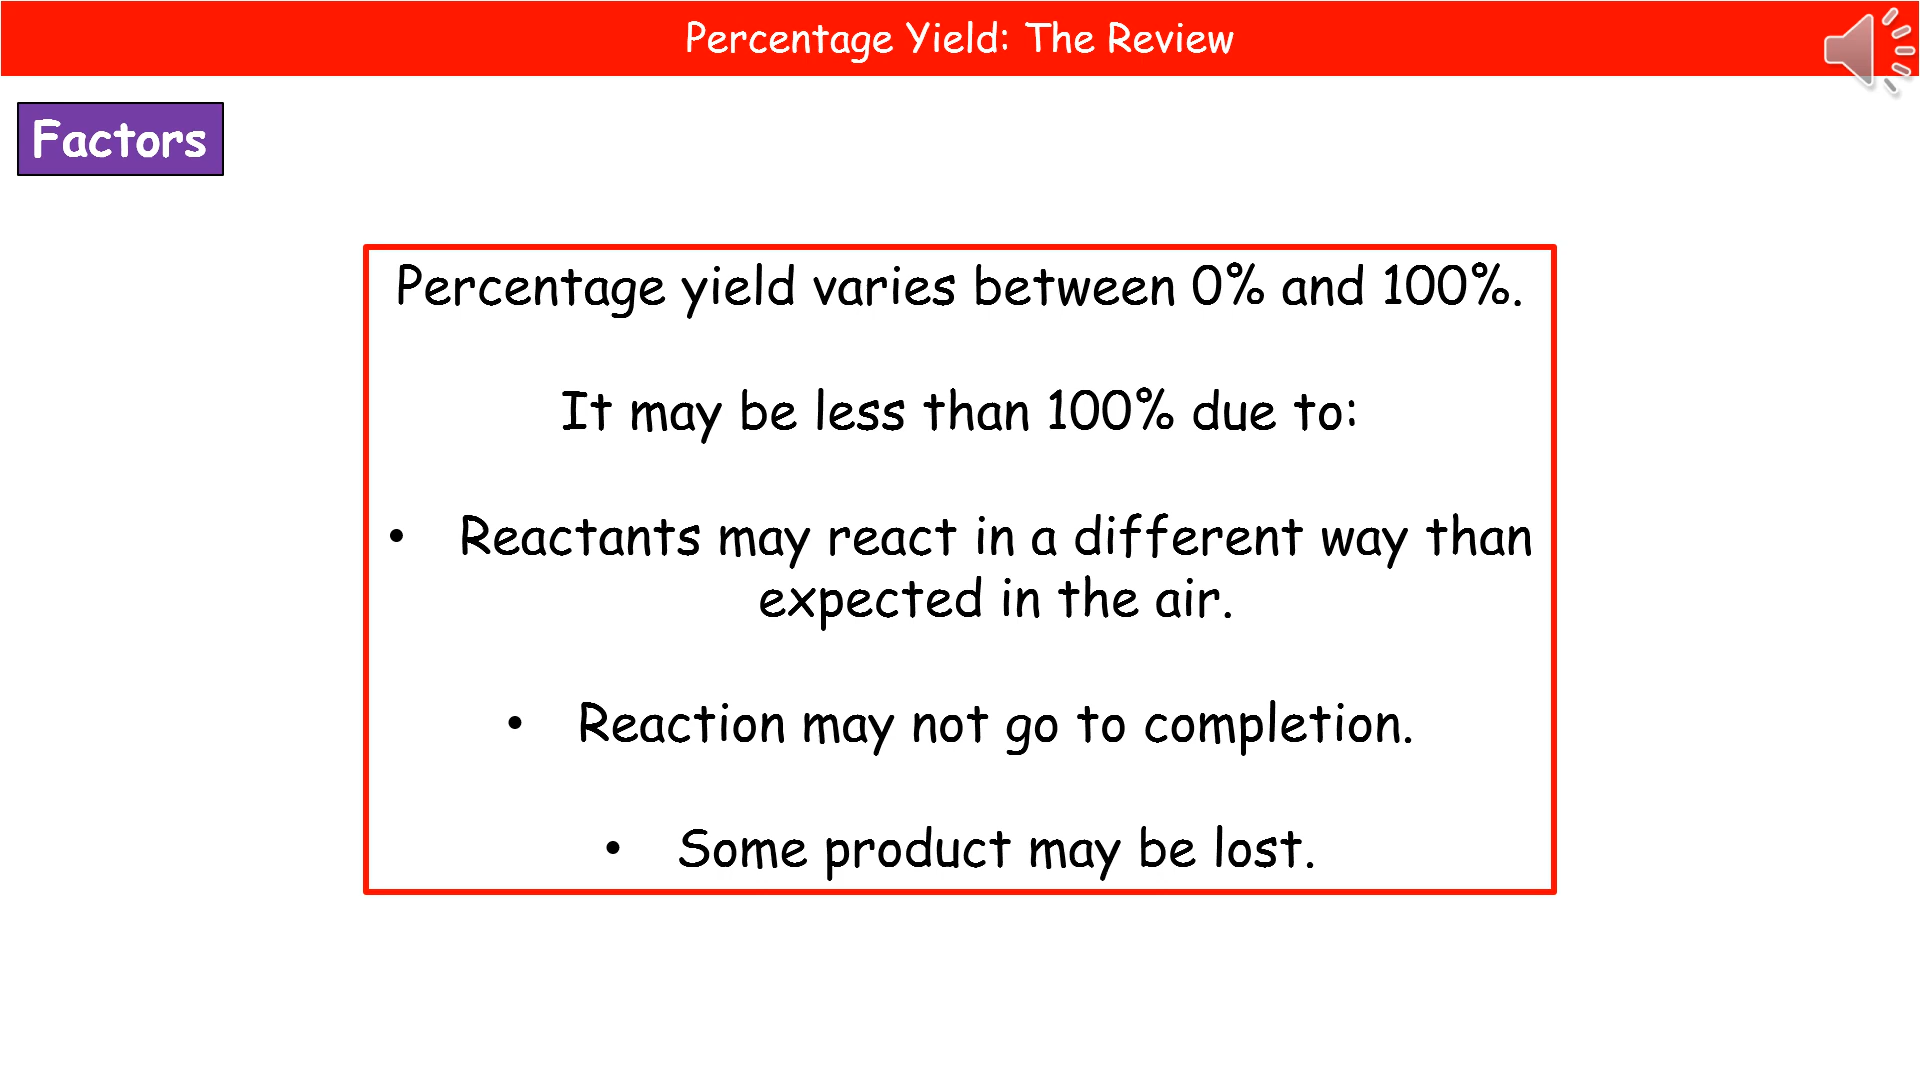 Percentage Yield: The Review
Factors
Percentage yield varies between 0% and 100%.
It may be less than 100% due to:
• Reactants may react in a different way than
expected in the air.
• Reaction may not go to completion.
• Some product may be lost.